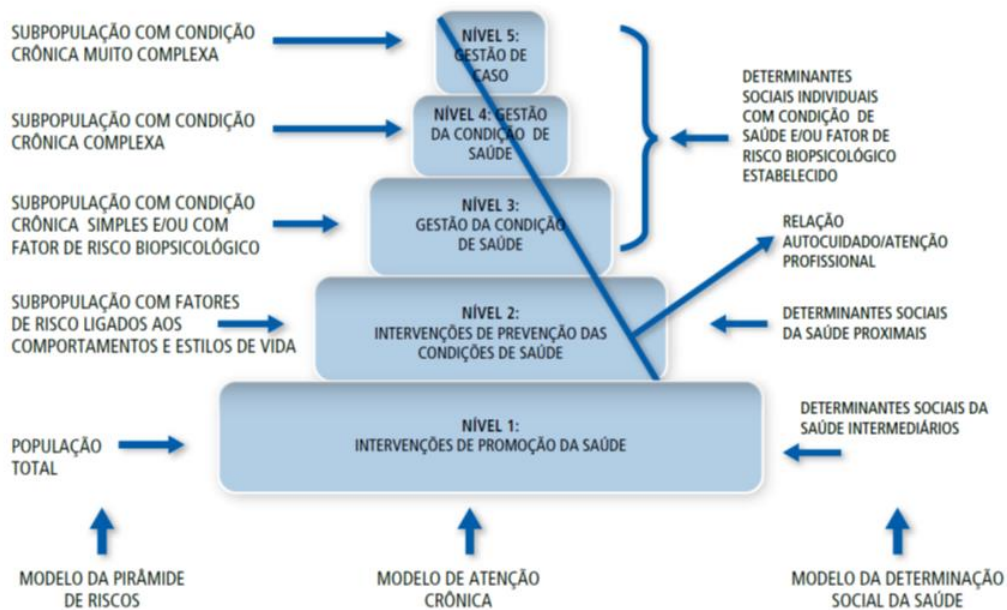 SUBPOPULAÇÃO COM CONDIÇÃO
CRÔNICA MUITO COMPLEXA
NÍVEL 5:
GESTÃO DE
CASO
DETERMINANTES
SOCIAIS INDIVIDUAIS
COM CONDIÇÃO DE
SAÚDE E/OU FATOR DE
RISCO BIOPSICOLÓGICO
ESTABELECIDO
SUBPOPULAÇÃO COM CONDIÇÃO
CRÔNICA COMPLEXA
NÍVEL 4: GESTÃO
DA CONDIÇÃO DE
SAÚDE
SUBPOPULAÇÃO COM CONDIÇÃO
CRÔNICA SIMPLES E/OU COM
FATOR DE RISCO BIOPSICOLÓGICO
NÍVEL 3:
GESTÃO DA CONDIÇÃO
DE SAÚDE
RELAÇÃO
AUTOCUIDADO/ATENÇÃO
PROFISSIONAL
SUBPOPULAÇÃO COM FATORES
DE RISCO LIGADOS AOS
COMPORTAMENTOS E ESTILOS DE VIDA
NÍVEL 2:
INTERVENÇÕES DE PREVENÇÃO DAS
CONDIÇÕES DE SAÚDE
DETERMINANTES SOCIAIS
DA SAÚDE PROXIMAIS
POPULAÇÃO
TOTAL
NÍVEL 1:
INTERVENÇÕES DE PROMOÇÃO DA SAÚDE
DETERMINANTES SOCIAIS DA
SAÚDE INTERMEDIÁRIOS
MODELO DA PIRÂMIDE
DE RISCOS
MODELO DE ATENÇÃO
CRÔNICA
MODELO DA DETERMINAÇÃO
SOCIAL DA SAÚDE